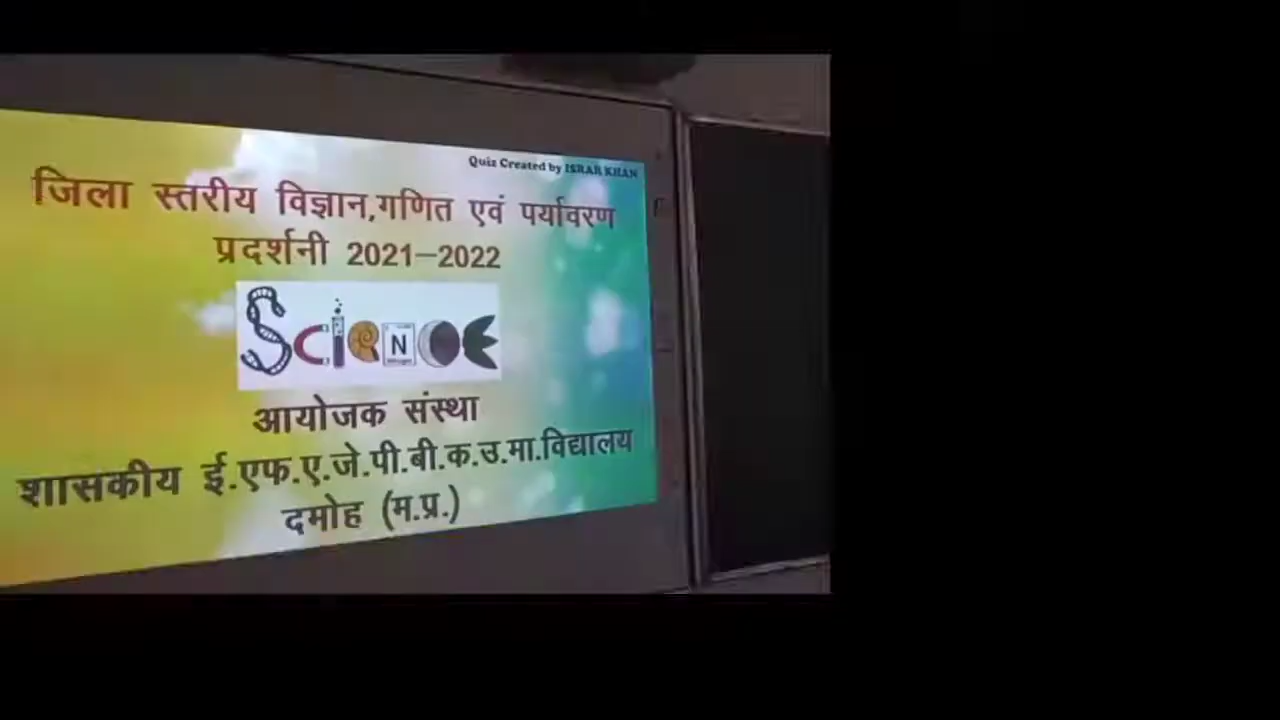 Quiz Created by ISRAR KHAN
जिला स्तरीय विज्ञान,गणित एवं पर्यावरण
प्रदर्शनी 2021–2022
SCIENCE
आयोजक संस्था
शासकीय ई.एफ.ए.जे.पी.बी.क.उ.मा.विद्यालय
दमोह (म.प्र.)